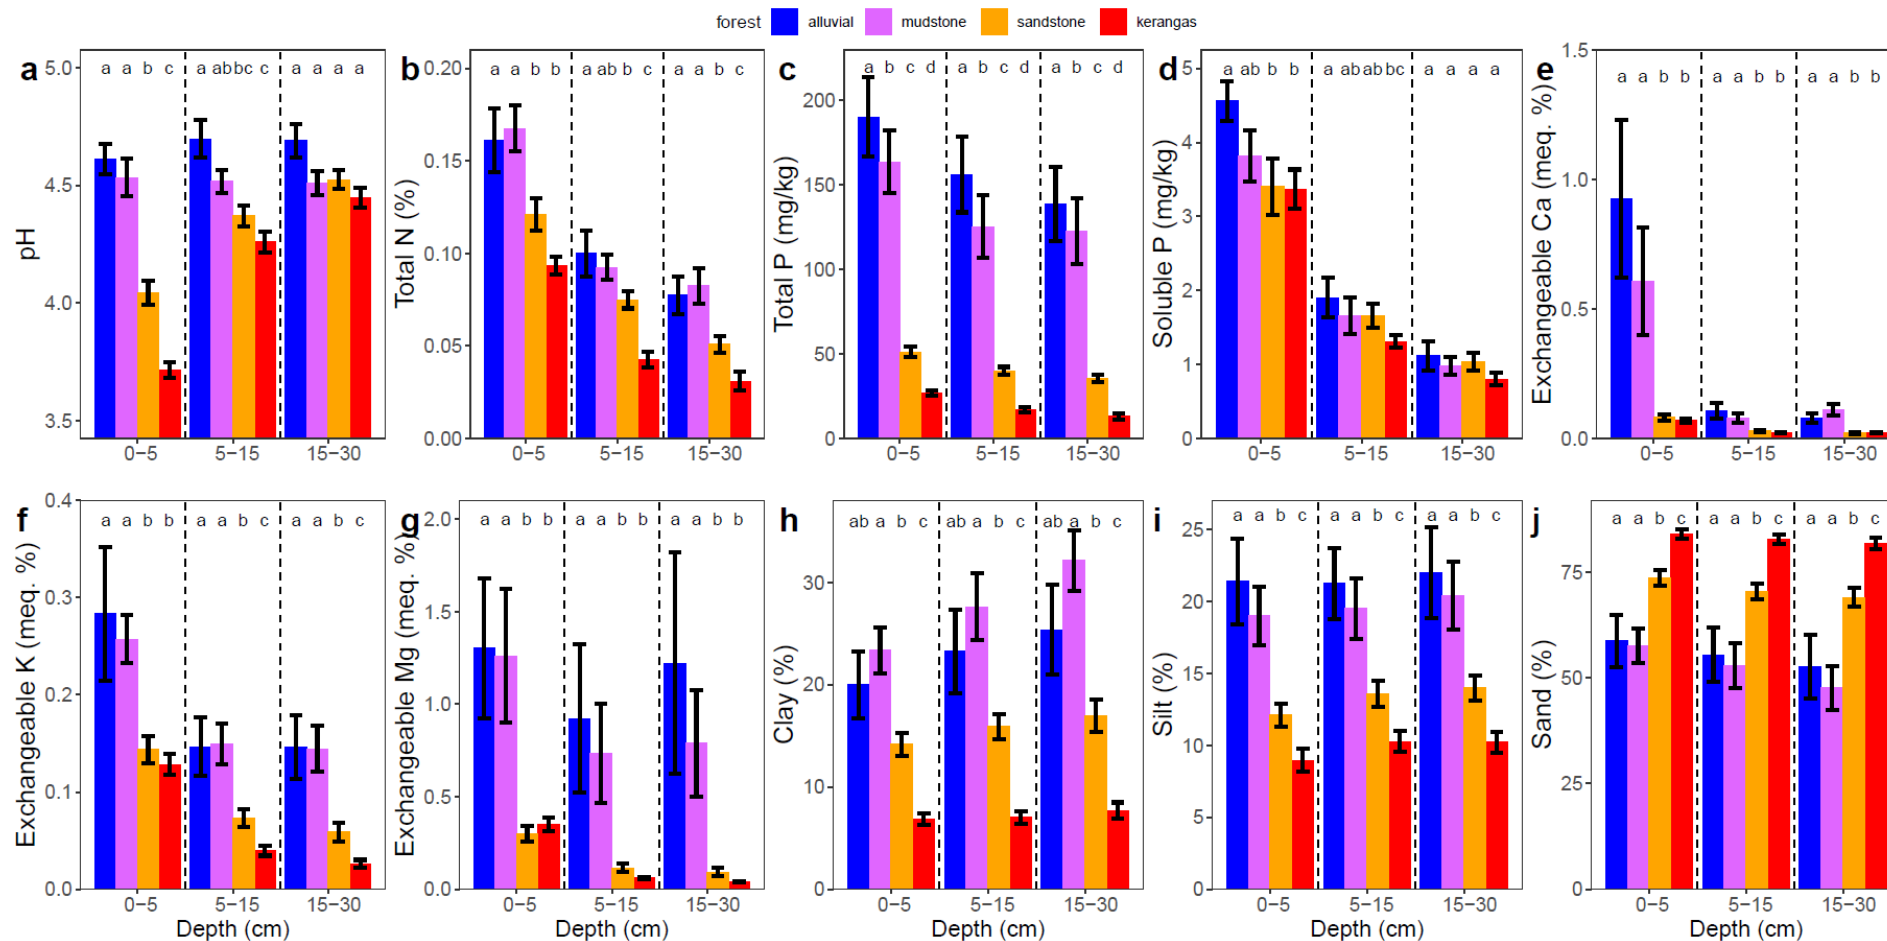 forest alluvial mudstone sandstone kerangas
a
pH
5.0
4.5
4.0
3.5
a a b c a ab bc c a a a a
0−5 5−15 15−30
b
Total N (%)
0.20
0.15
0.10
0.05
0.00
a a b b a ab b c a a b c
0−5 5−15 15−30
c
Total P (mg/kg)
200
150
100
50
0
a b c d a b c d a b c d
0−5 5−15 15−30
d
Soluble P (mg/kg)
5
4
3
2
1
0
a ab b b a ab ab bc a a a a
0−5 5−15 15−30
e
Exchangeable Ca (meq. %)
1.5
1.0
0.5
0.0
a a b b a a b b a a b b
0−5 5−15 15−30
f
Exchangeable K (meq. %)
0.4
0.3
0.2
0.1
0.0
a a b b a a b c a a b c
0−5 5−15 15−30
Depth (cm)
g
Exchangeable Mg (meq. %)
2.0
1.5
1.0
0.5
0.0
a a b b a a b b a a b b
0−5 5−15 15−30
Depth (cm)
h
Clay (%)
30
20
10
0
ab a b c ab a b c ab a b c
0−5 5−15 15−30
Depth (cm)
i
Silt (%)
25
20
15
10
5
0
a a b c a a b c a a b c
0−5 5−15 15−30
Depth (cm)
j
Sand (%)
75
50
25
0
a a b c a a b c a a b c
0−5 5−15 15−30
Depth (cm)